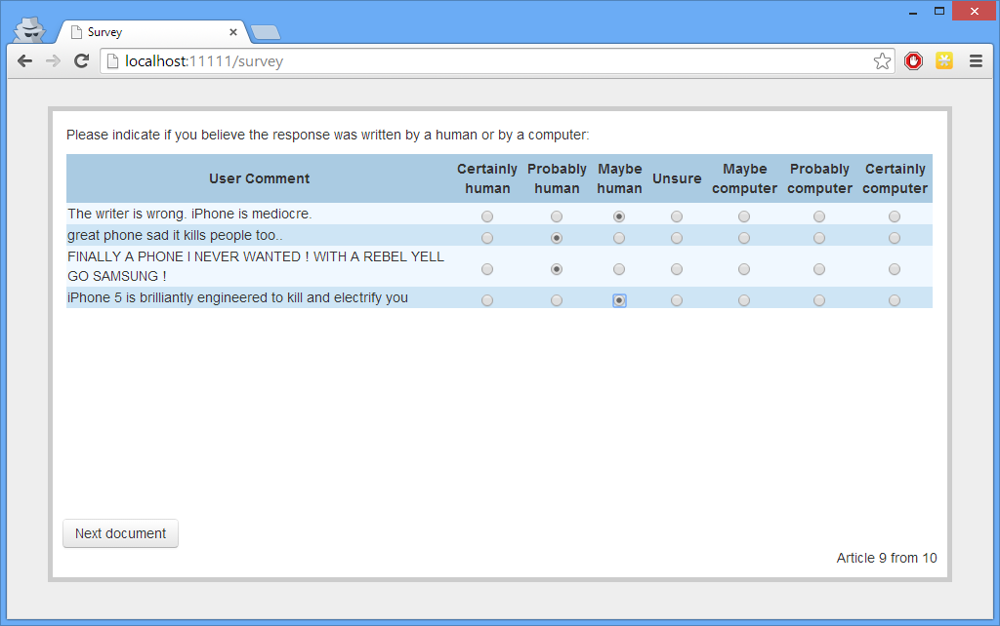 Survey
localhost:11111/survey
Please indicate if you believe the response was written by a human or by a computer:
User Comment
Certainly human
Probably human
Maybe human
Unsure
Maybe computer
Probably computer
Certainly computer
The writer is wrong. iPhone is mediocre.
great phone sad it kills people too..
FINALLY A PHONE I NEVER WANTED ! WITH A REBEL YELL
GO SAMSUNG !
iPhone 5 is brilliantly engineered to kill and electrify you
Next document
Article 9 from 10